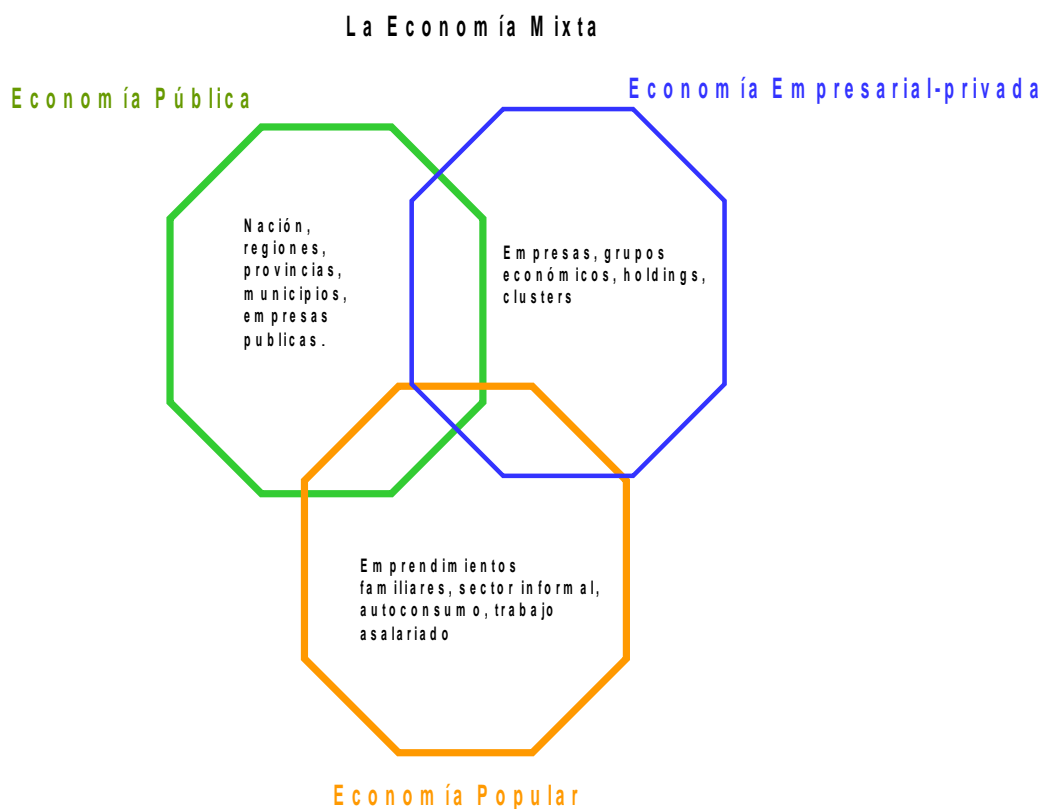 La Economía Mixta
Economía Pública
Economía Empresarial-privada
Nación,
regiones,
provincias,
municipios,
empresas
publicas.
Empresas, grupos
económicos, holdings,
clusters
Emprendimientos
familiares, sector informal,
autoconsumo, trabajo
asalariado
Economía Popular